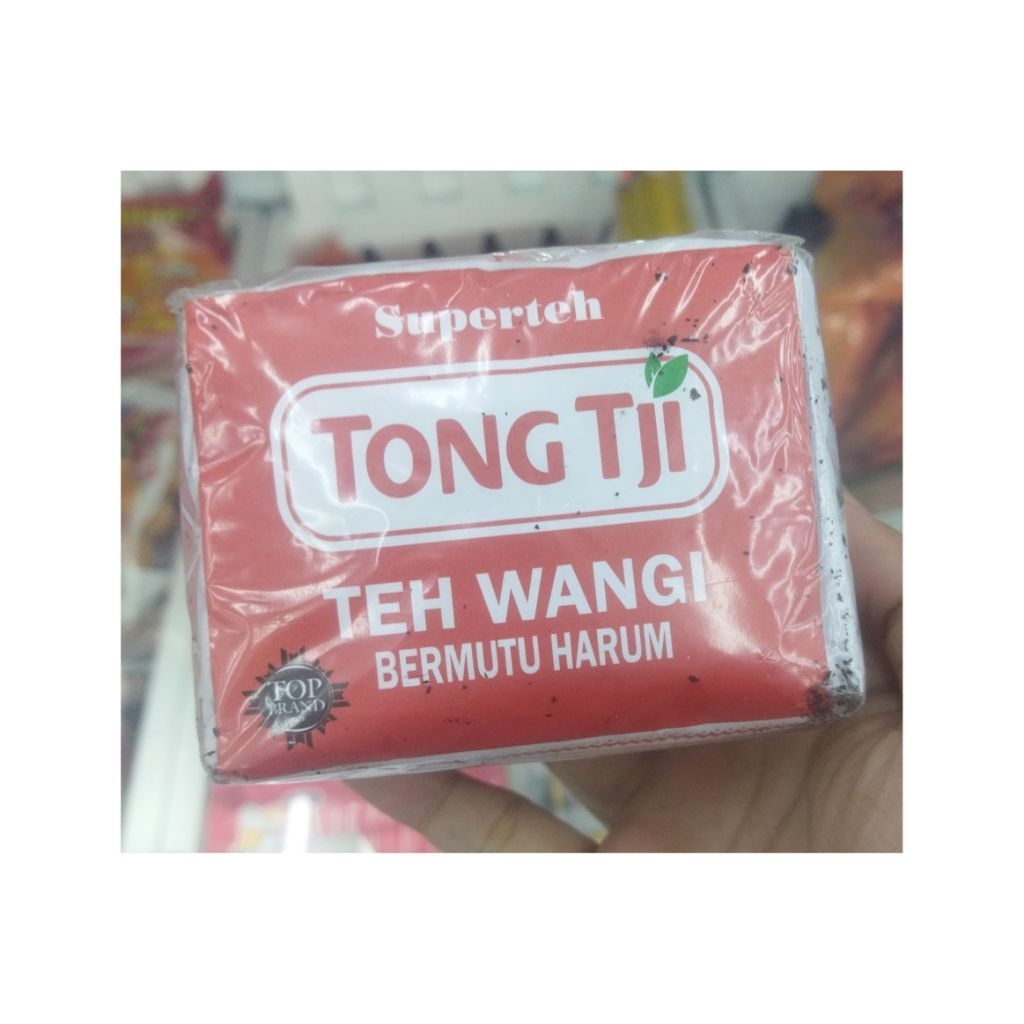 Superteh
TONG TJI
TEH WANGI
BERMUTU HARUM
TOP
BRAND